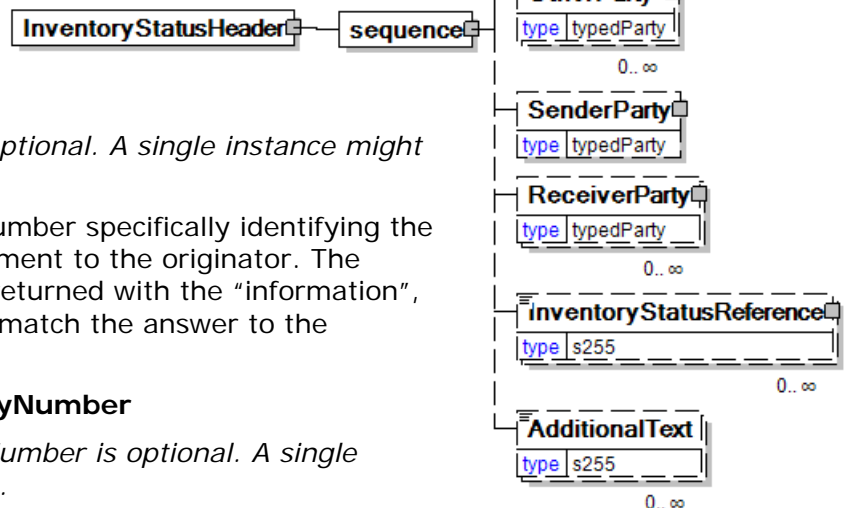 InventoryStatusHeader
sequence
type typedParty
0.. ∞
SenderParty
type typedParty
ReceiverParty
type typedParty
0.. ∞
InventoryStatusReference
type s255
0.. ∞
AdditionalText
type s255
0.. ∞
ptional. A single instance might
umber specifically identifying the
ment to the originator. The
eturned with the “information”,
match the answer to the
yNumber
umber is optional. A single
.